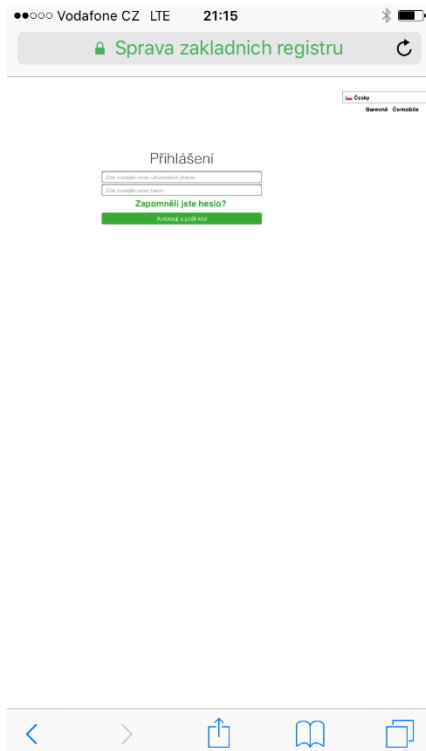 Vodafone CZ LTE 21:15
Sprava zakladnich registru
Česky
Barevně Černobíle
Přihlášení
Zde zadejte vaše uživatelské jméno
Zde zadejte vaše heslo
Zapomněli jste heslo?
Autorizuj a pošli kód